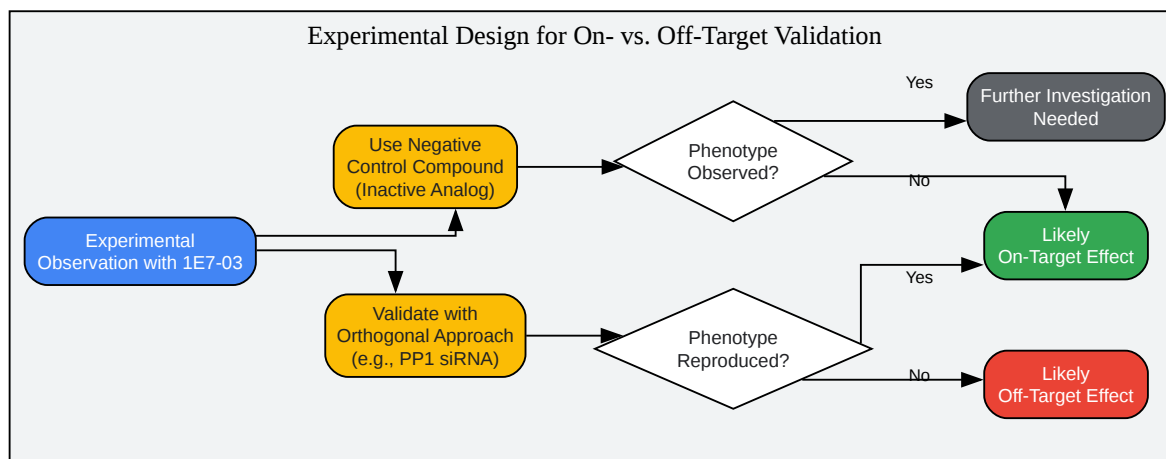 Experimental Design for On- vs. Off-Target Validation
Experimental
Observation with 1E7-03
Use Negative
Control Compound
(Inactive Analog)
Phenotype
Observed?
Yes
Further Investigation
Needed
No
Likely
On-Target Effect
Validate with
Orthogonal Approach
(e.g., PP1 siRNA)
Phenotype
Reproduced?
Yes
No
Likely
Off-Target Effect